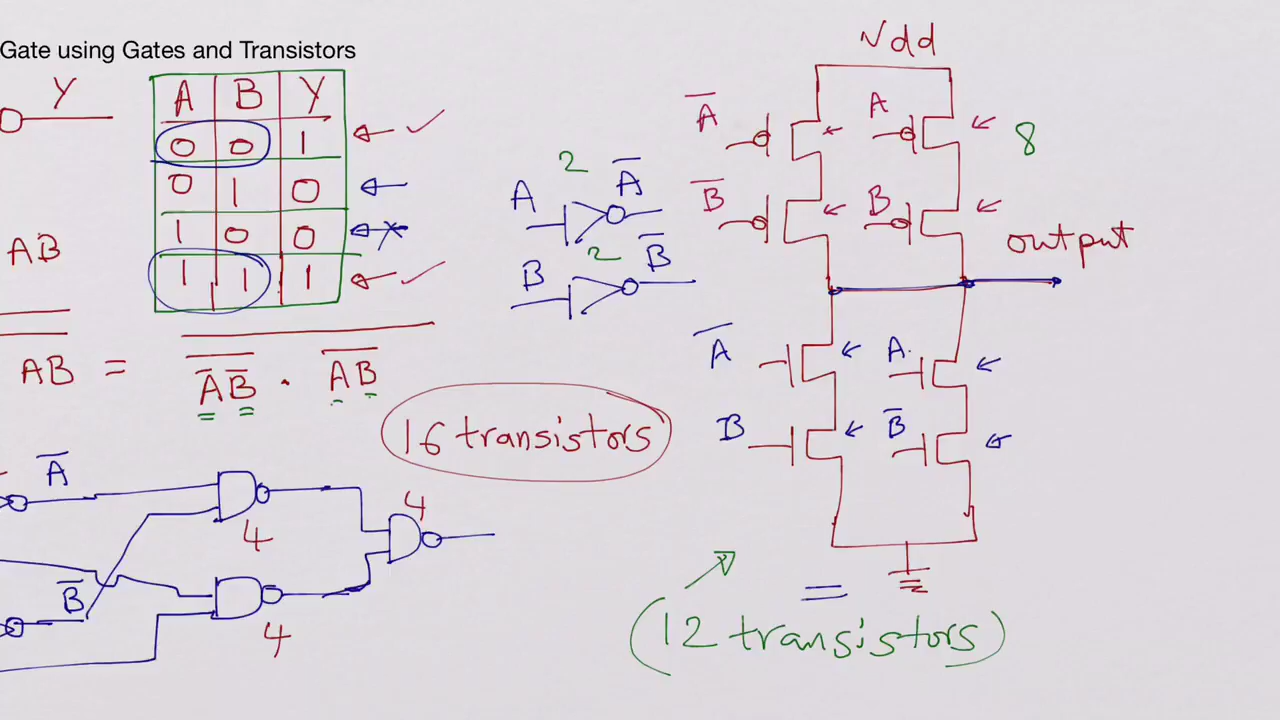 Gate using Gates and Transistors
Y
A B Y
0 0 1
0 1 0
1 0 0
1 1 1
AB
AB = A̅B̅ · AB
A 2 A̅
B 2 B̅
16 transistors
A̅
B̅
4
4
4
Vdd
A̅ A 8
B̅ B
output
A̅ A
B B̅
=
(12 transistors)